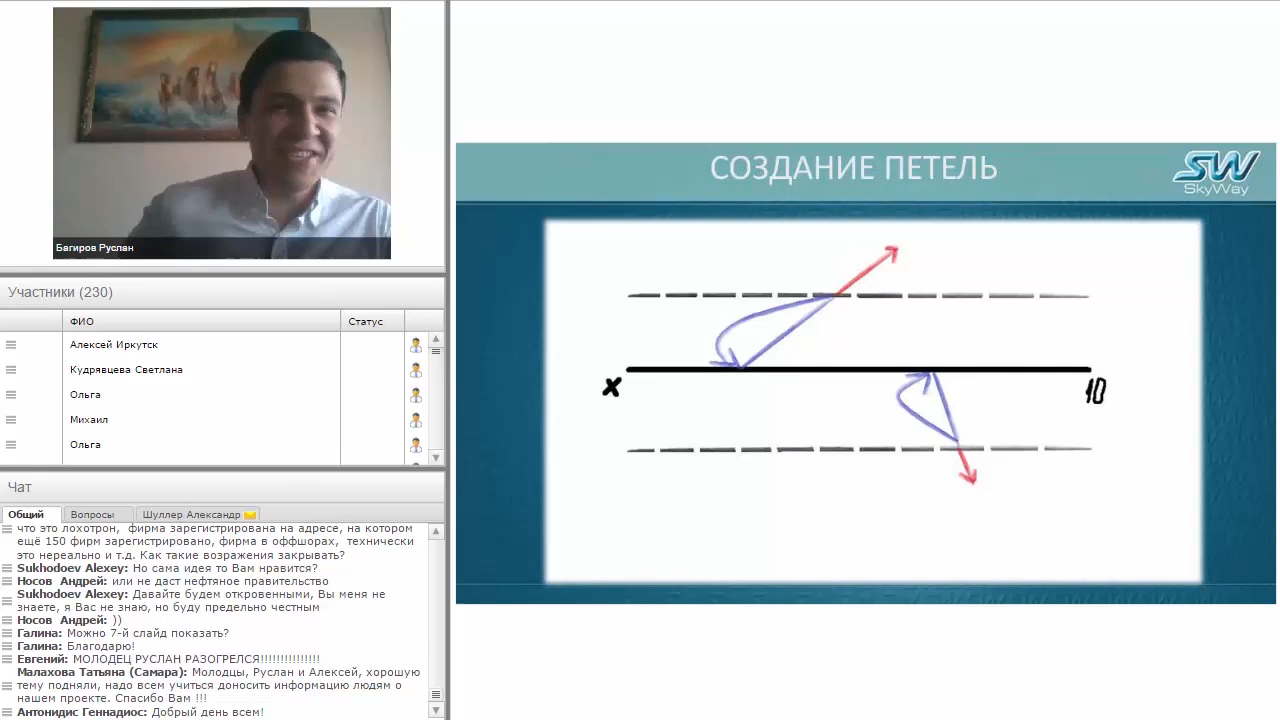 Багиров Руслан
Участники (230)
ФИО Статус
Алексей Иркутск
Кудрявцева Светлана
Ольга
Михаил
Ольга
Чат
Общий Вопросы Шуллер Александр
что это лохотрон, фирма зарегистрирована на адресе, на котором
ещё 150 фирм зарегистрировано, фирма в оффшорах, технически
это нереально и т.д. Как такие возражения закрывать?
Sukhodoev Alexey: Но сама идея то Вам нравится?
Носов Андрей: или не даст нефтяное правительство
Sukhodoev Alexey: Давайте будем откровенными, Вы меня не
знаете, я Вас не знаю, но буду предельно честным
Носов Андрей: ))
Галина: Можно 7-й слайд показать?
Галина: Благодарю!
Евгений: МОЛОДЕЦ РУСЛАН РАЗОГРЕЛСЯ!!!!!!!!!!!!!!!
Малахова Татьяна (Самара): Молодцы, Руслан и Алексей, хорошую
тему подняли, надо всем учиться доносить информацию людям о
нашем проекте. Спасибо Вам !!!
Антонидис Геннадиос: Добрый день всем!
СОЗДАНИЕ ПЕТЕЛЬ
SW
SkyWay
х 10